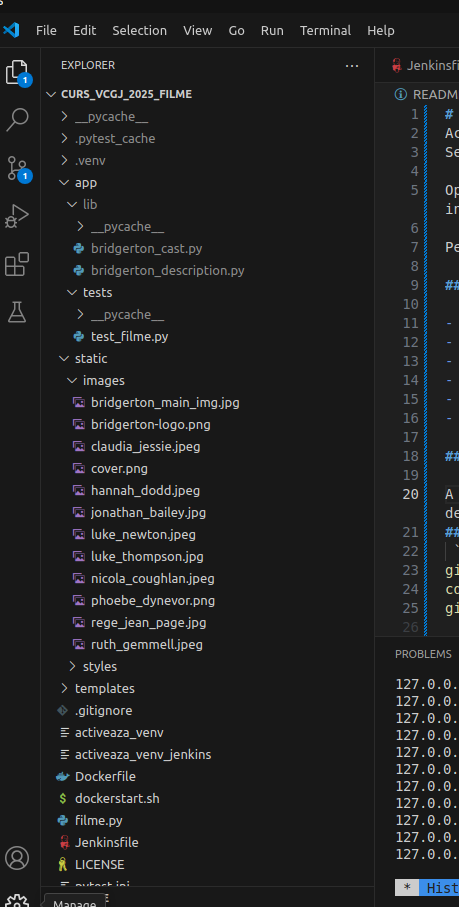 File Edit Selection View Go Run Terminal Help
EXPLORER ...
Jenkinsfi
CURS_VCGJ_2025_FILME
README
__pycache__
.pytest_cache
.venv
app
lib
__pycache__
bridgerton_cast.py
bridgerton_description.py
tests
__pycache__
test_filme.py
static
images
bridgerton_main_img.jpg
bridgerton-logo.png
claudia_jessie.jpeg
cover.png
hannah_dodd.jpeg
jonathan_bailey.jpg
luke_newton.jpeg
luke_thompson.jpg
nicola_coughlan.jpeg
phoebe_dynevor.png
rege_jean_page.jpg
ruth_gemmell.jpeg
styles
templates
.gitignore
activeaza_venv
activeaza_venv_jenkins
Dockerfile
$ dockerstart.sh
filme.py
Jenkinsfile
LICENSE
pytest.ini
Manage
1
1
1 #
2 Ac
3 Se
4
5 Op
in
6
7 Pe
8
9 ##
10
11 -
12 -
13 -
14 -
15 -
16 -
17
18 ##
19
20 A
de
21 ##
22 `
23 gi
24 co
25 gi
26
PROBLEMS
127.0.0.
127.0.0.
127.0.0.
127.0.0.
127.0.0.
127.0.0.
127.0.0.
127.0.0.
127.0.0.
127.0.0.
127.0.0.
* Hist